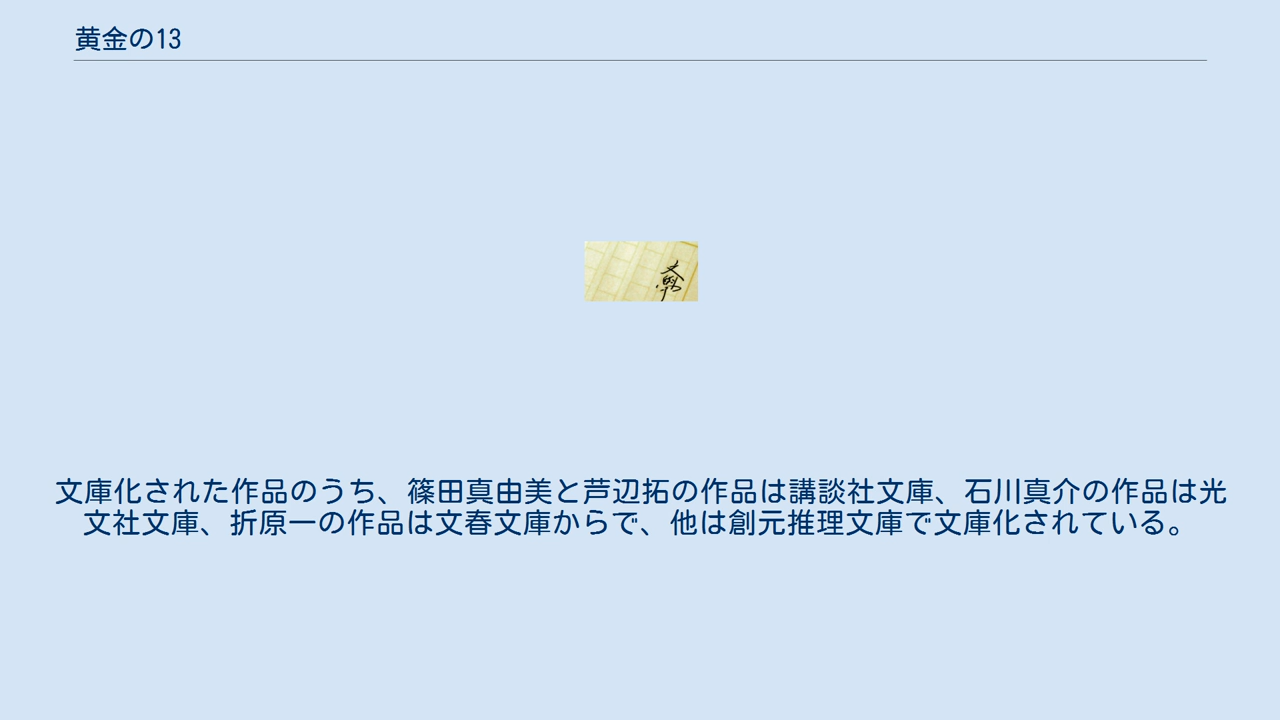 黄金の13
文庫化された作品のうち、篠田真由美と芦辺拓の作品は講談社文庫、石川真介の作品は光
文社文庫、折原一の作品は文春文庫からで、他は創元推理文庫で文庫化されている。